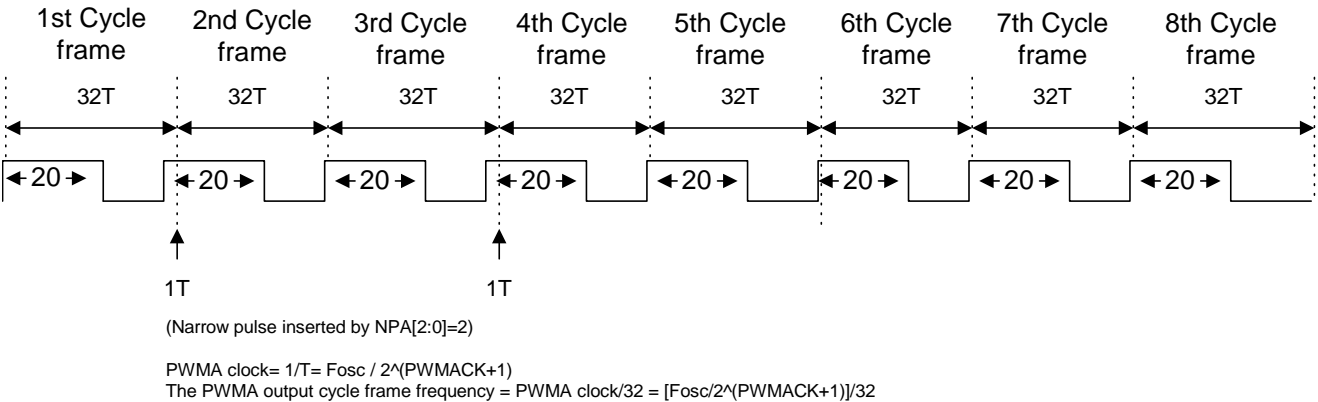 1st Cycle frame
2nd Cycle frame
3rd Cycle frame
4th Cycle frame
5th Cycle frame
6th Cycle frame
7th Cycle frame
8th Cycle frame
32T 32T 32T 32T 32T 32T 32T 32T
20 20 20 20 20 20 20 20
1T 1T
(Narrow pulse inserted by NPA[2:0]=2)
PWMA clock= 1/T= Fosc / 2^(PWMACK+1)
The PWMA output cycle frame frequency = PWMA clock/32 = [Fosc/2^(PWMACK+1)]/32